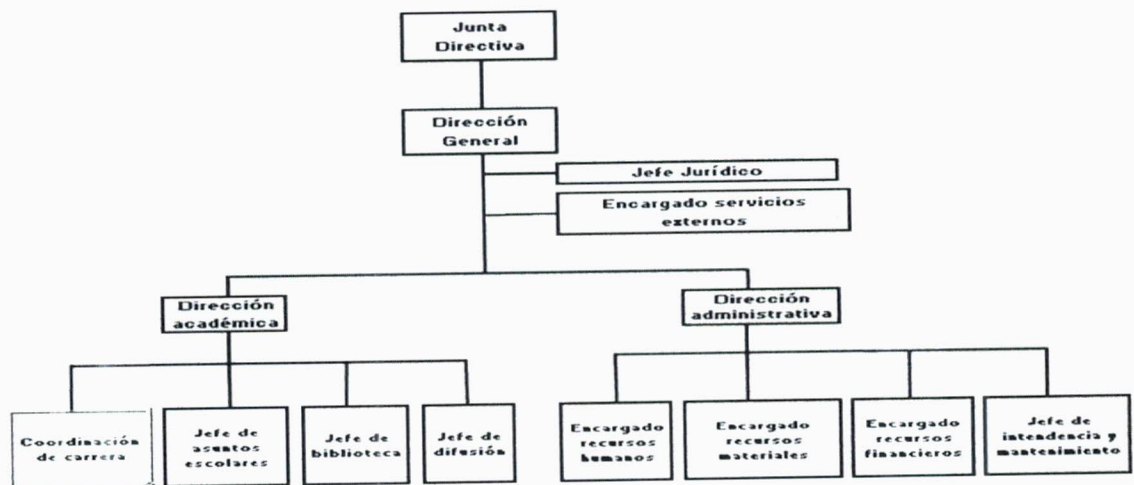 Junta
Directiva
Dirección
General
Jefe Jurídico
Encargado servicios
externos
Dirección
académica
Dirección
administrativa
Coordinación
de carrera
Jefe de
asuntos
escolares
Jefe de
biblioteca
Jefe de
difusión
Encargado
recursos
humanos
Encargado
recursos
materiales
Encargado
recursos
financieros
Jefe de
intendencia y
mantenimiento